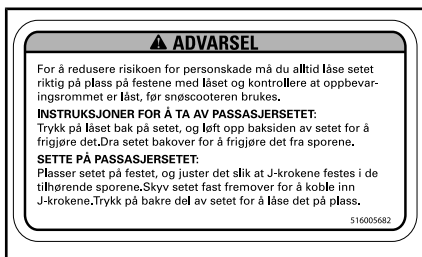 ⚠ ADVARSEL
For å redusere risikoen for personskade må du alltid låse setet
riktig på plass på festene med låset og kontrollere at oppbevar-
ingsrommet er låst, før snøscooteren brukes.
INSTRUKSJONER FOR Å TA AV PASSASJERSETET:
Trykk på låset bak på setet, og løft opp baksiden av setet for å
frigjøre det.Dra setet bakover for å frigjøre det fra sporene.
SETTE PÅ PASSASJERSETET:
Plasser setet på festet, og juster det slik at J-krokene festes i de
tilhørende sporene.Skyv setet fast fremover for å koble inn
J-krokene.Trykk på bakre del av setet for å låse det på plass.
516005682